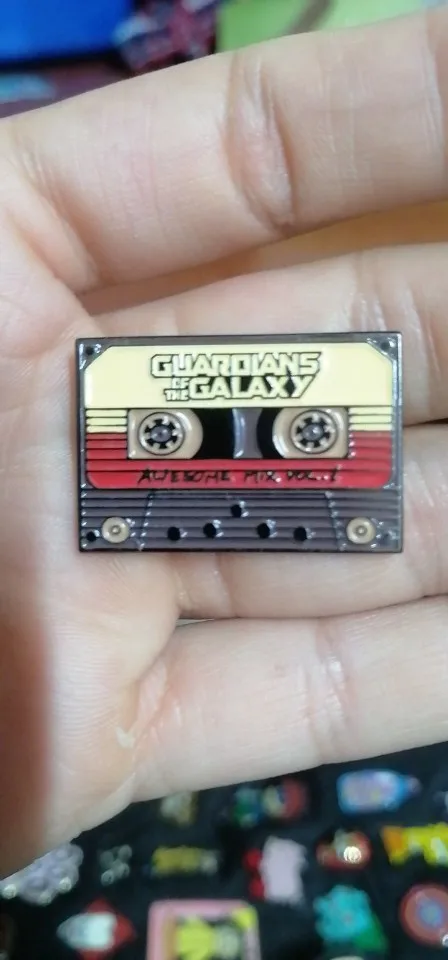 GUARDIANS
OF THE GALAXY
AWESOME MIX VOL. 1